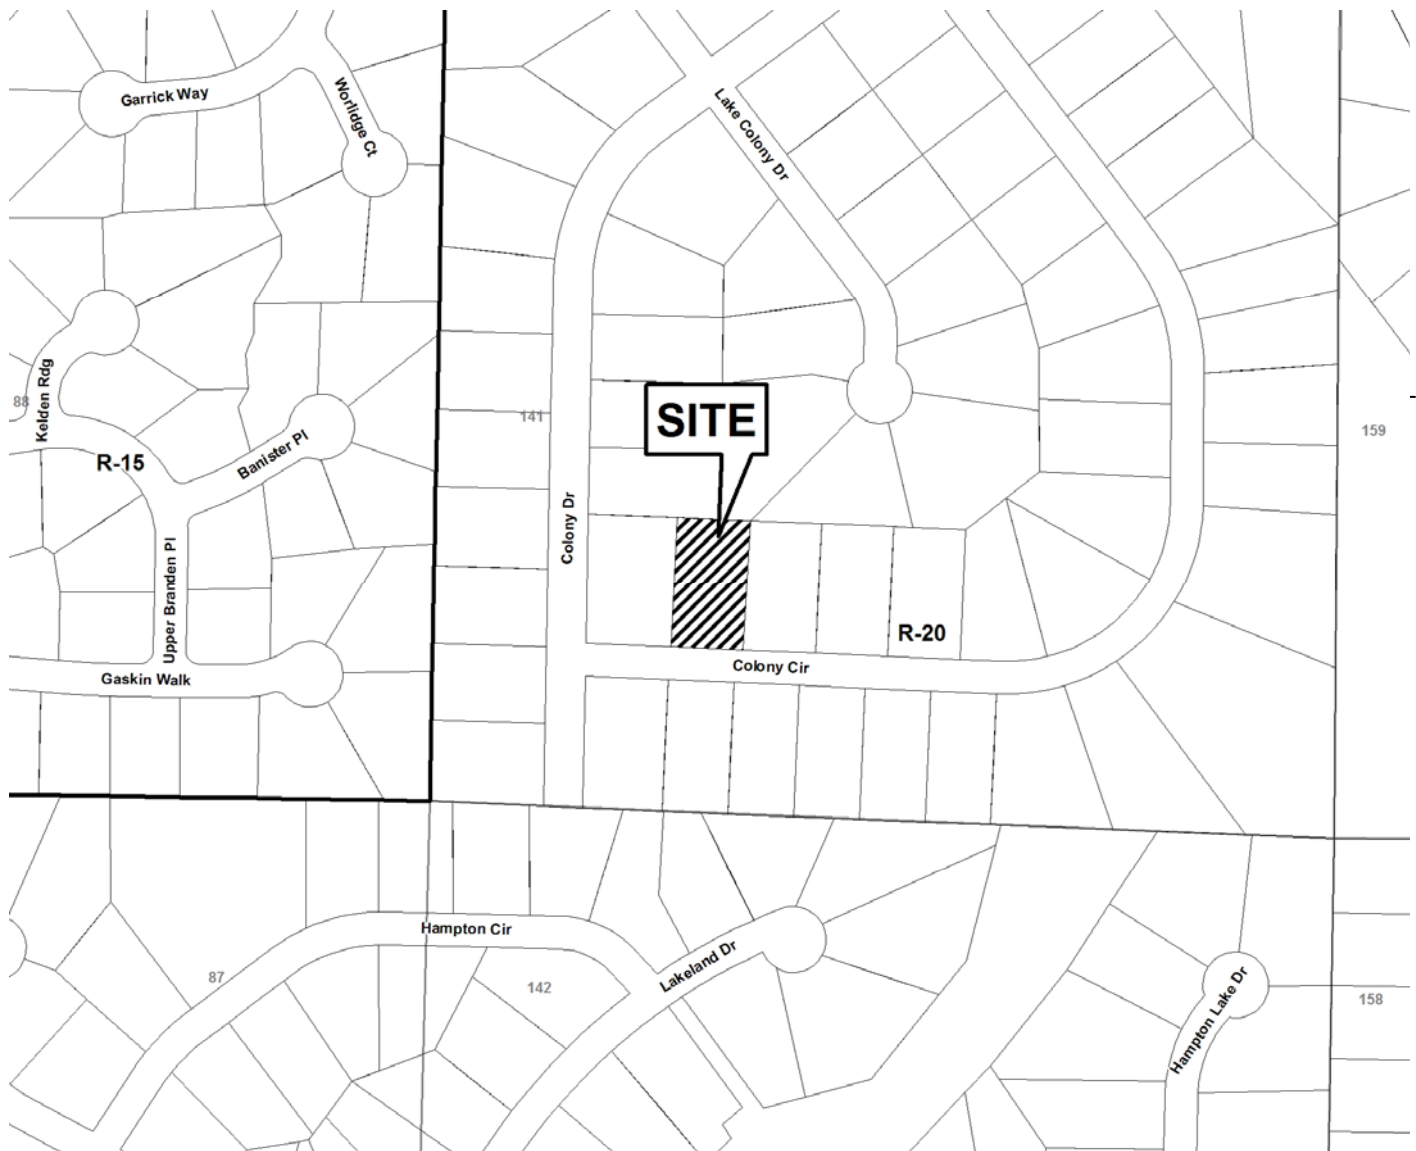 Garrick Way
Worlidge Ct
Lake Colony Dr
Kelden Rdg
88
R-15
Banister Pl
141
SITE
159
Colony Dr
Upper Branden Pl
R-20
Colony Cir
Gaskin Walk
Hampton Cir
Lakeland Dr
87
142
Hampton Lake Dr
158